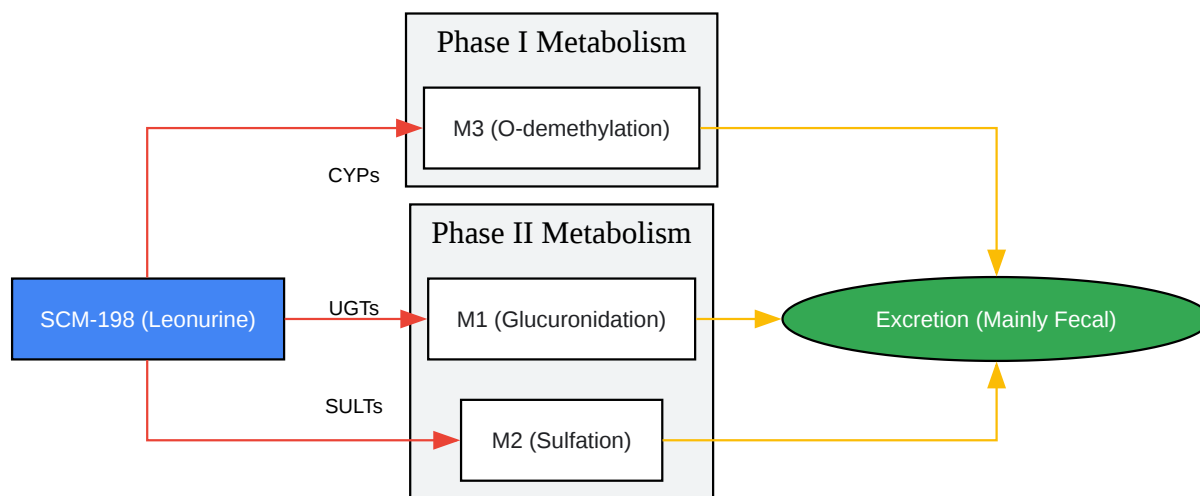 Phase I Metabolism
M3 (O-demethylation)
CYPs
Phase II Metabolism
SCM-198 (Leonurine)
UGTs
M1 (Glucuronidation)
Excretion (Mainly Fecal)
SULTs
M2 (Sulfation)